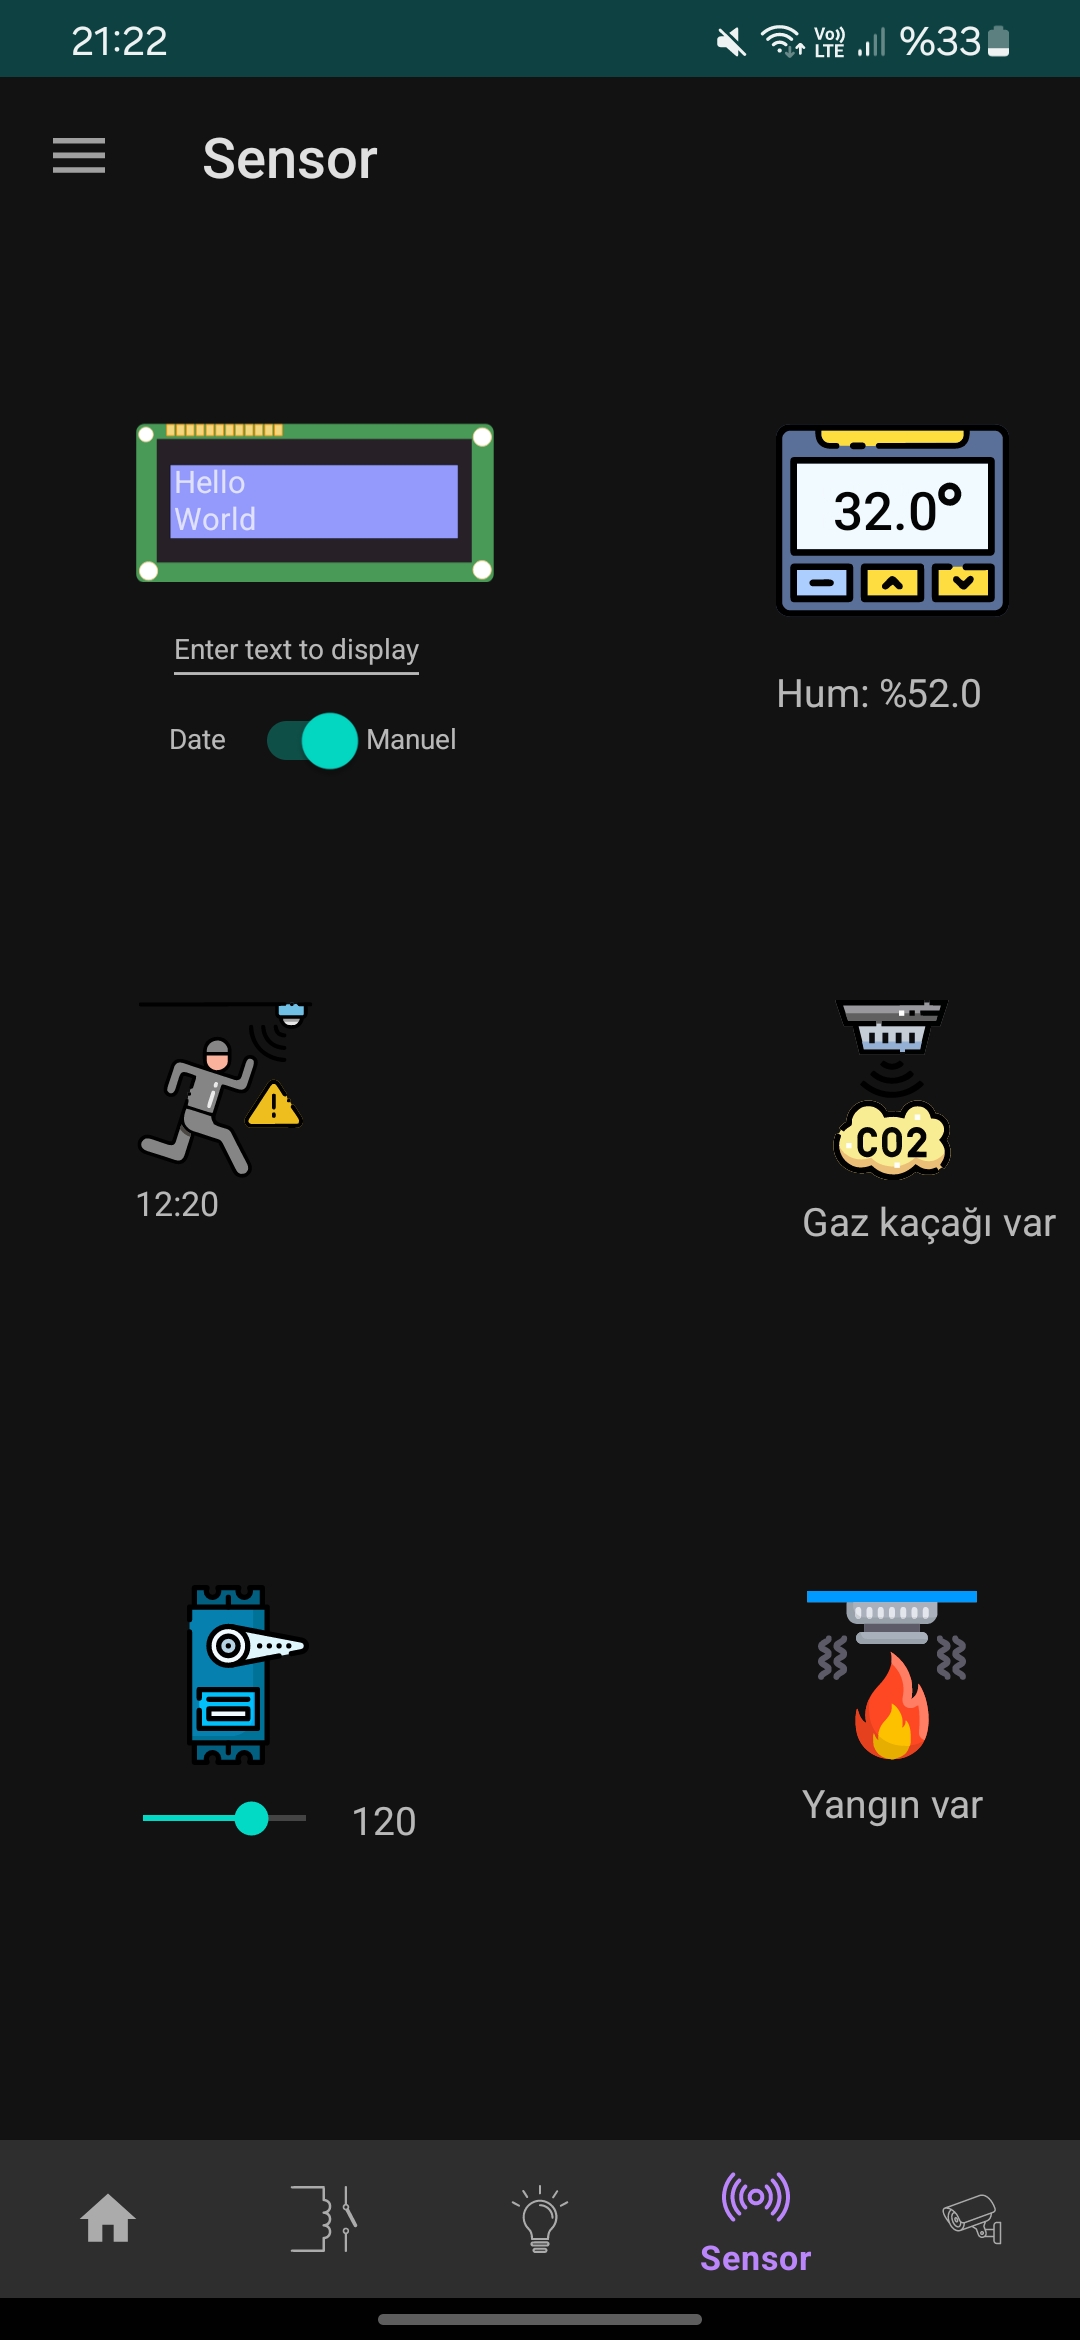 21:22
Vo))
LTE
%33
Sensor
Hello
World
32.0°
Enter text to display
Hum: %52.0
Date
Manuel
CO2
12:20
Gaz kaçağı var
120
Yangın var
Sensor